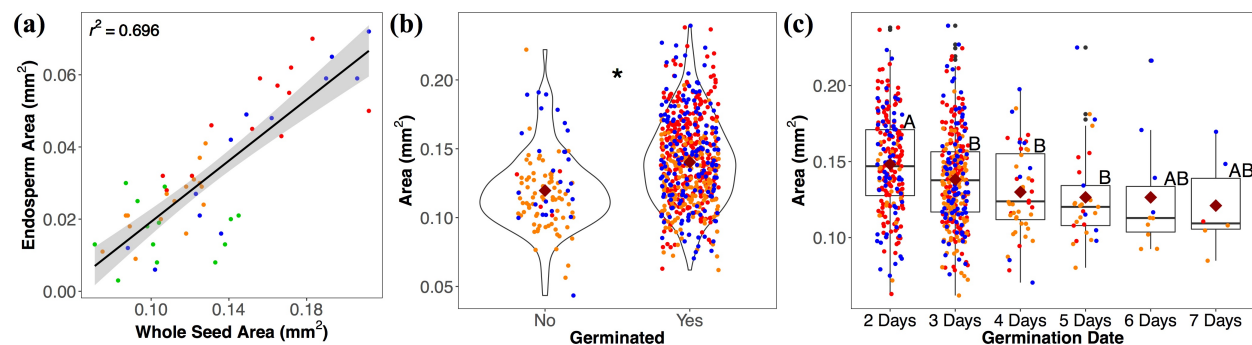 (a)
r² = 0.696
Endosperm Area (mm²)
0.06
0.04
0.02
0.00
0.10
0.14
0.18
Whole Seed Area (mm²)
(b)
*
Area (mm²)
0.20
0.15
0.10
0.05
No
Yes
Germinated
(c)
Area (mm²)
0.20
0.15
0.10
A
B
B
B
AB
AB
2 Days
3 Days
4 Days
5 Days
6 Days
7 Days
Germination Date